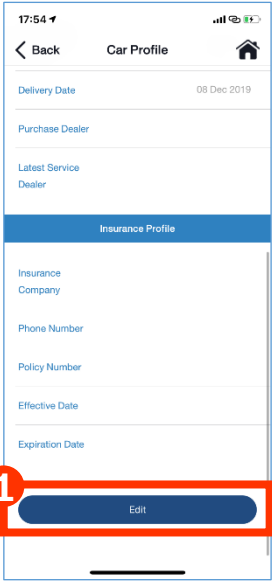 17:54
Back
Car Profile
Delivery Date
08 Dec 2019
Purchase Dealer
Latest Service
Dealer
Insurance Profile
Insurance
Company
Phone Number
Policy Number
Effective Date
Expiration Date
1
Edit